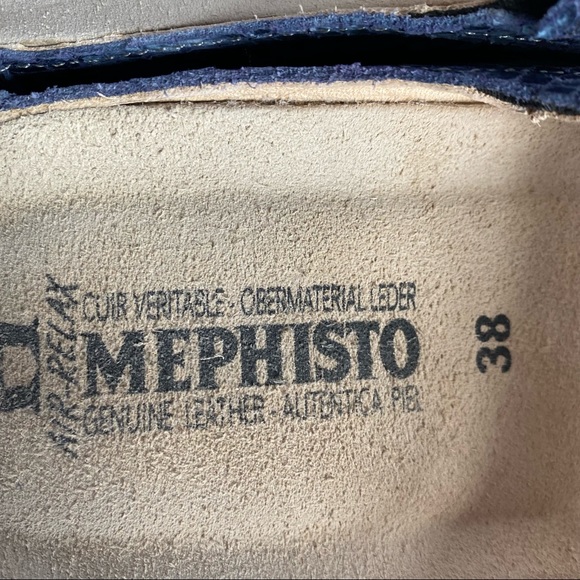 AIR-RELAX
CUIR VERITABLE - OBERMATERIAL LEDER
MEPHISTO
GENUINE LEATHER - AUTENTICA PIEL
38